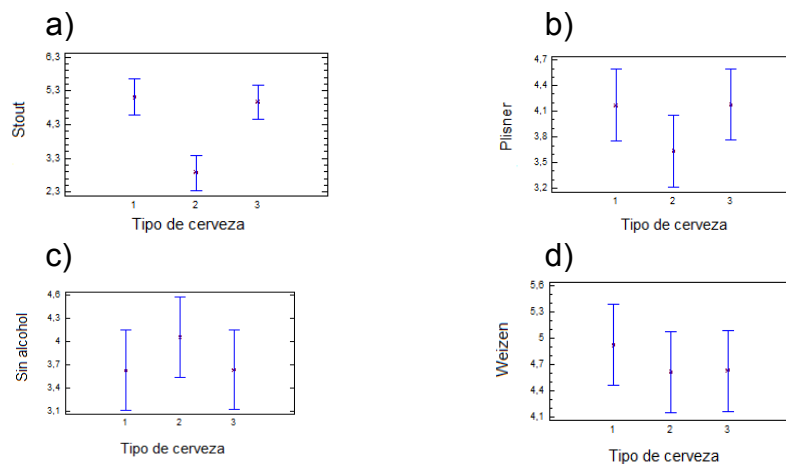 a)
Stout
6,3
5,3
4,3
3,3
2,3
1 2 3
Tipo de cerveza
b)
Plisner
4,7
4,4
4,1
3,8
3,5
3,2
1 2 3
Tipo de cerveza
c)
Sin alcohol
4,6
4,3
4
3,7
3,4
3,1
1 2 3
Tipo de cerveza
d)
Weizen
5,6
5,3
5
4,7
4,4
4,1
1 2 3
Tipo de cerveza